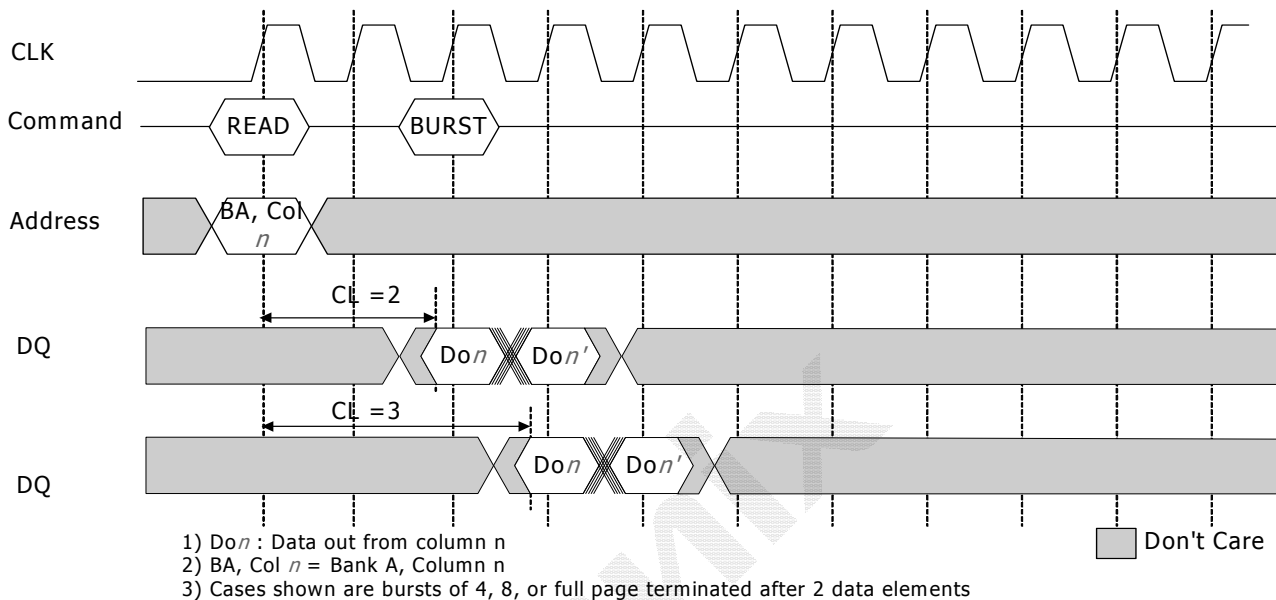 CLK
Command
READ
BURST
Address
BA, Col
n
CL =2
DQ
Don
Don'
CL =3
DQ
Don
Don'
1) Don : Data out from column n
2) BA, Col n = Bank A, Column n
3) Cases shown are bursts of 4, 8, or full page terminated after 2 data elements
Don't Care